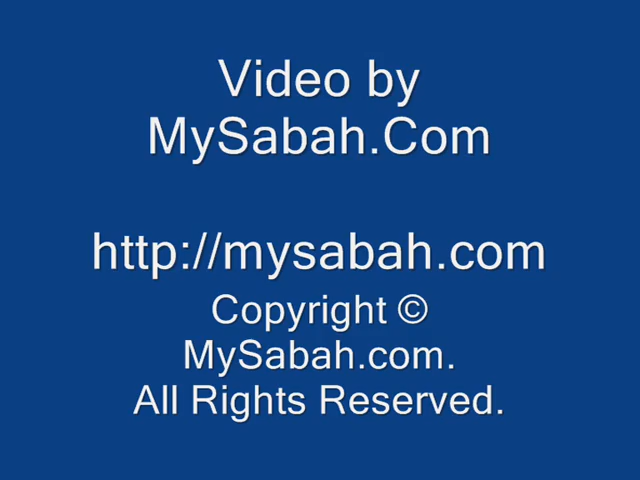 Video by
MySabah.Com
http://mysabah.com
Copyright ©
MySabah.com.
All Rights Reserved.